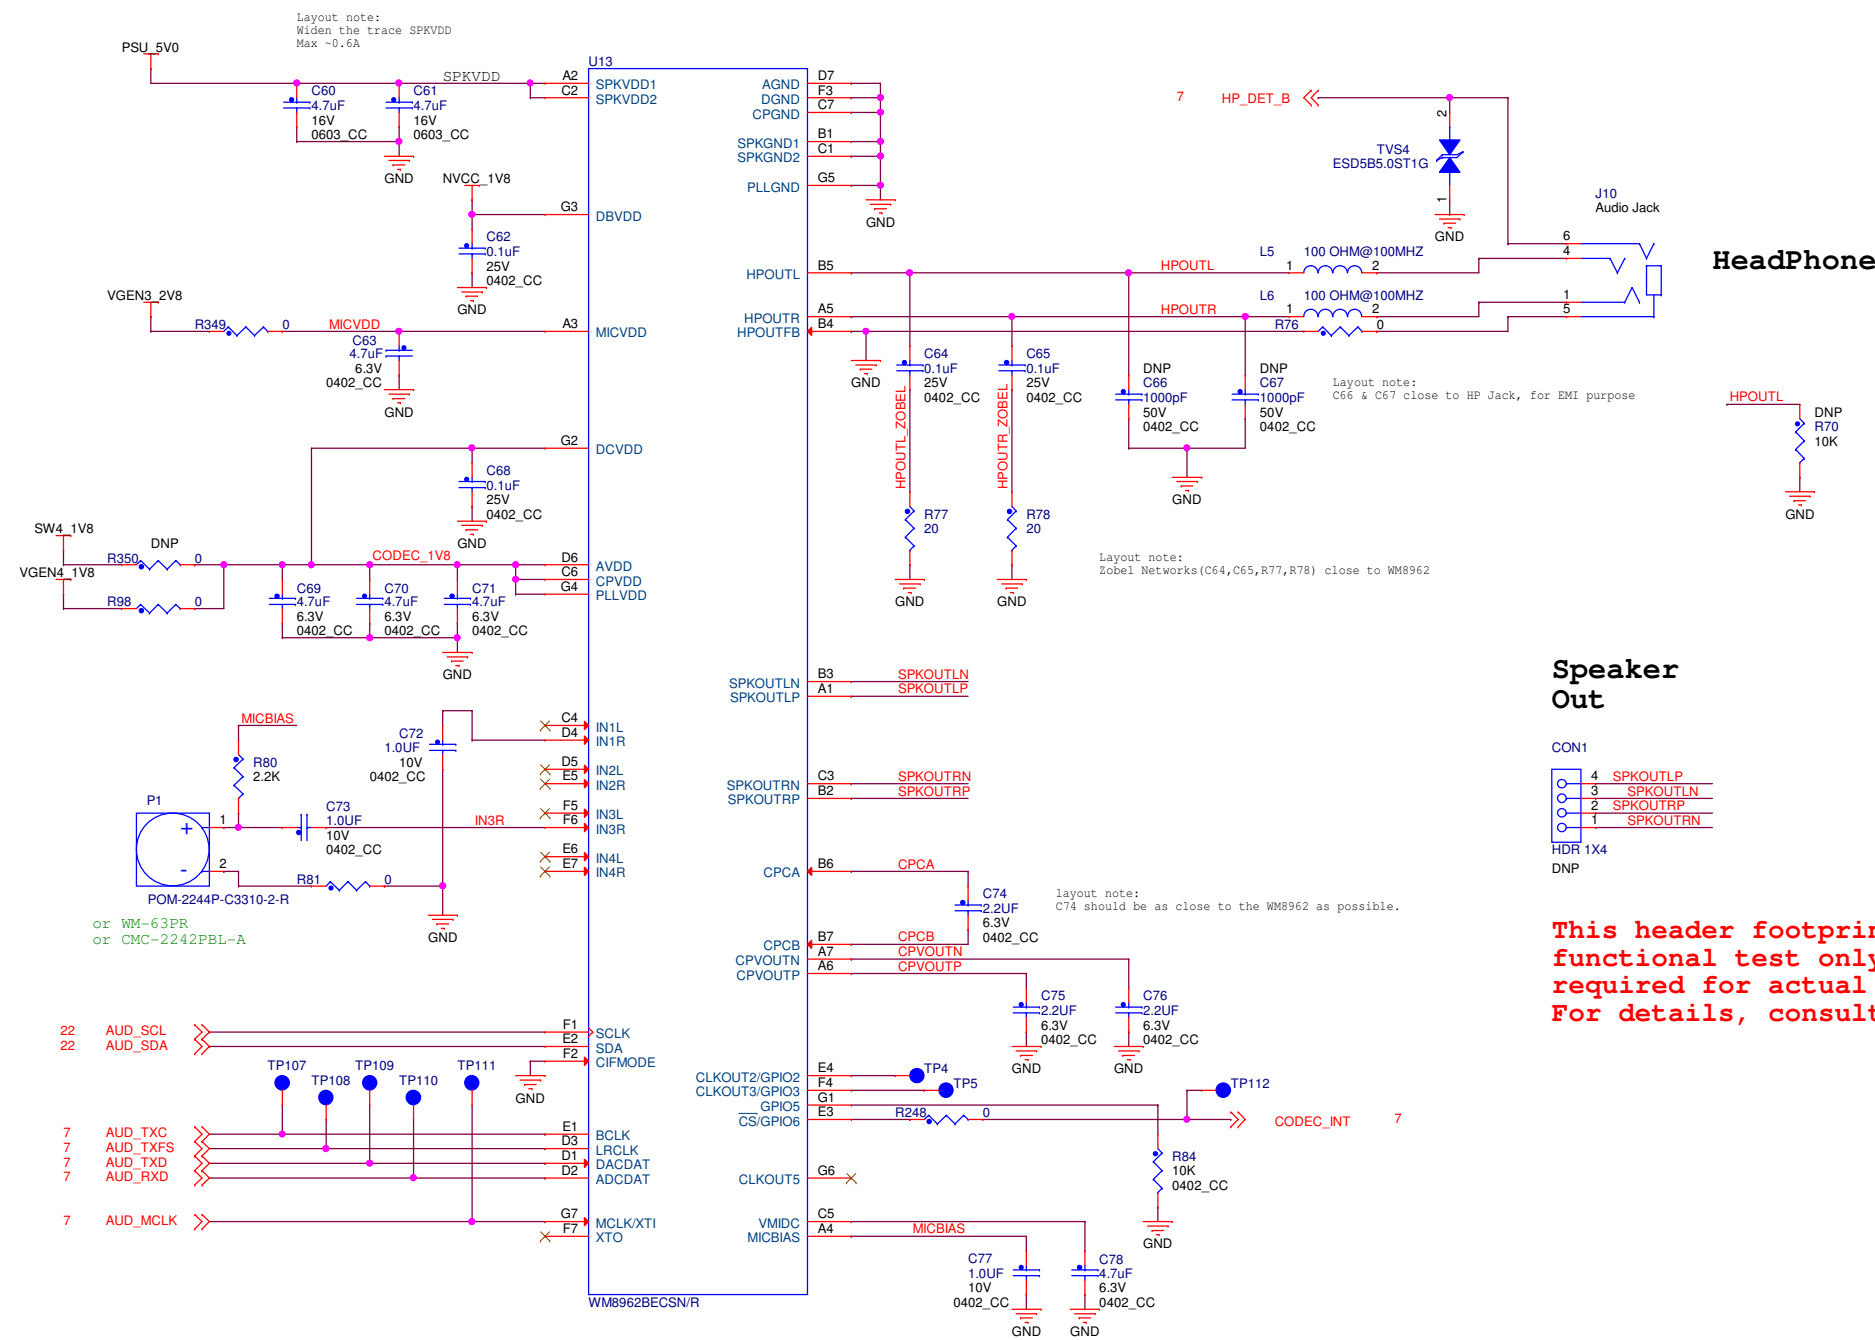 Layout note:
Widen the trace SPKVDD
Max ~0.6A
PSU_5V0
SPKVDD
C60
4.7uF
16V
0603_CC
C61
4.7uF
16V
0603_CC
GND
A2
C2
U13
SPKVDD1
SPKVDD2
NVCC_1V8
G3
DBVDD
C62
0.1uF
25V
0402_CC
GND
VGEN3_2V8
R349
0
MICVDD
A3
MICVDD
C63
4.7uF
6.3V
0402_CC
GND
G2
DCVDD
C68
0.1uF
25V
0402_CC
GND
SW4_1V8
DNP
R350
0
VGEN4_1V8
R98
0
CODEC_1V8
D6
C6
G4
AVDD
CPVDD
PLLVDD
C69
4.7uF
6.3V
0402_CC
C70
4.7uF
6.3V
0402_CC
C71
4.7uF
6.3V
0402_CC
GND
MICBIAS
R80
2.2K
C72
1.0UF
10V
0402_CC
P1
1
2
+
-
C73
1.0UF
10V
0402_CC
IN3R
R81
0
POM-2244P-C3310-2-R
or WM-63PR
or CMC-2242PBL-A
GND
C4
D4
D5
E5
F5
F6
E6
E7
IN1L
IN1R
IN2L
IN2R
IN3L
IN3R
IN4L
IN4R
22 AUD_SCL
22 AUD_SDA
F1
E2
F2
SCLK
SDA
CIFMODE
GND
TP107
TP108
TP109
TP110
TP111
7 AUD_TXC
7 AUD_TXFS
7 AUD_TXD
7 AUD_RXD
7 AUD_MCLK
E1
D3
D1
D2
G7
F7
BCLK
LRCLK
DACDAT
ADCDAT
MCLK/XTI
XTO
WM8962BECSN/R
AGND
DGND
CPGND
SPKGND1
SPKGND2
PLLGND
D7
F3
C7
B1
C1
G5
GND
HPOUTL
HPOUTR
HPOUTFB
B5
A5
B4
GND
HPOUTL
HPOUTR
7 HP_DET_B
2
TVS4
ESD5B5.0ST1G
1
GND
L5 100 OHM@100MHZ
1 2
L6 100 OHM@100MHZ
1 2
R76 0
J10
Audio Jack
6
4
1
5
HeadPhone
C64
0.1uF
25V
0402_CC
C65
0.1uF
25V
0402_CC
DNP
C66
1000pF
50V
0402_CC
DNP
C67
1000pF
50V
0402_CC
GND
Layout note:
C66 & C67 close to HP Jack, for EMI purpose
HPOUTL_ZOBEL
HPOUTR_ZOBEL
R77
20
R78
20
GND
GND
Layout note:
Zobel Networks(C64,C65,R77,R78) close to WM8962
HPOUTL
DNP
R70
10K
GND
SPKOUTLN
SPKOUTLP
B3
A1
SPKOUTLN
SPKOUTLP
SPKOUTRN
SPKOUTRP
C3
B2
SPKOUTRN
SPKOUTRP
Speaker
Out
CON1
4 SPKOUTLP
3 SPKOUTLN
2 SPKOUTRP
1 SPKOUTRN
HDR 1X4
DNP
CPCA
CPCB
CPVOUTN
CPVOUTP
B6
B7
A7
A6
CPCA
CPCB
CPVOUTN
CPVOUTP
C74
2.2UF
6.3V
0402_CC
layout note:
C74 should be as close to the WM8962 as possible.
C75
2.2UF
6.3V
0402_CC
GND
C76
2.2UF
6.3V
0402_CC
GND
This header footprin
functional test only
required for actual
For details, consult
CLKOUT2/GPIO2
CLKOUT3/GPIO3
GPIO5
CS/GPIO6
E4
F4
G1
E3
TP4
TP5
TP112
R248
0
CODEC_INT 7
R84
10K
0402_CC
GND
CLKOUT5
G6
VMIDC
MICBIAS
C5
A4
MICBIAS
C77
1.0UF
10V
0402_CC
GND
C78
4.7uF
6.3V
0402_CC
GND